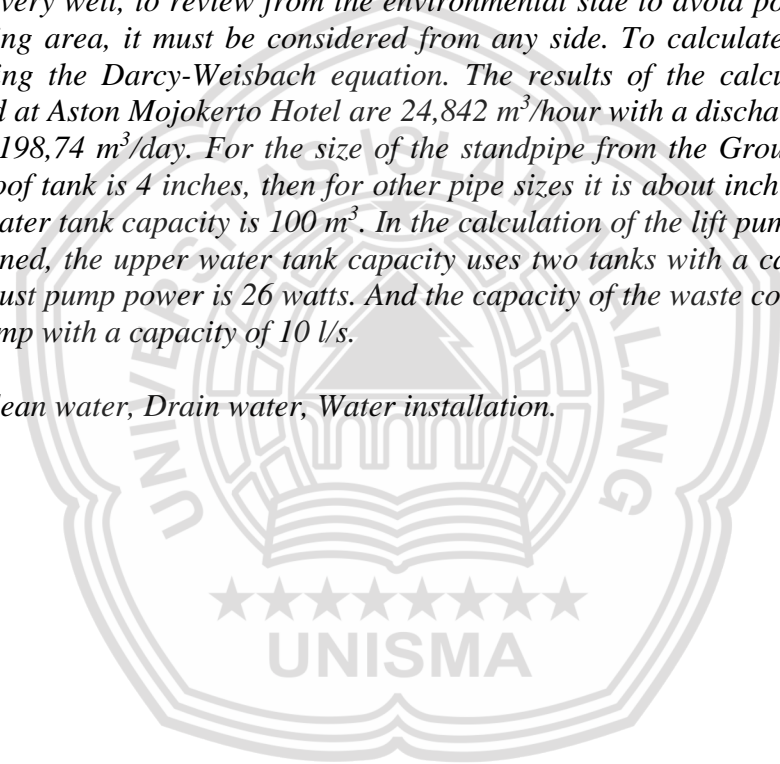 very well, to review from the environmental side to avoid po
ing area, it must be considered from any side. To calculate
ing the Darcy-Weisbach equation. The results of the calcu
d at Aston Mojokerto Hotel are 24,842 m³/hour with a discha
198,74 m³/day. For the size of the standpipe from the Grou
oof tank is 4 inches, then for other pipe sizes it is about inch
vater tank capacity is 100 m³. In the calculation of the lift pum
ned, the upper water tank capacity uses two tanks with a ca
ust pump power is 26 watts. And the capacity of the waste co
mp with a capacity of 10 l/s.
lean water, Drain water, Water installation.
UNIVERSITAS ISLAM MALANG
UNISMA